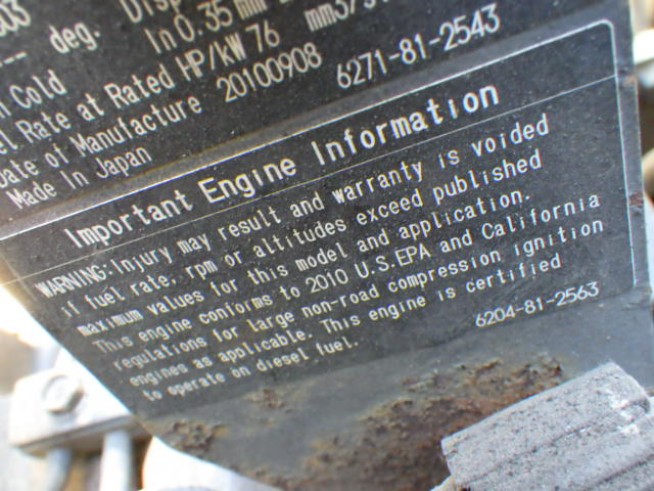 deg. Disp
In 0.35 mm
n Cold
el Rate at Rated HP/kW 76 mm3/s
Date of Manufacture 20100908 6271-81-2543
Made In Japan
Important Engine Information
WARNING:Injury may result and warranty is voided
if fuel rate, rpm or altitudes exceed published
maximum values for this model and application.
This engine conforms to 2010 U.S.EPA and California
regulations for large non-road compression ignition
engines as applicable. This engine is certified
to operate on diesel fuel.
6204-81-2563